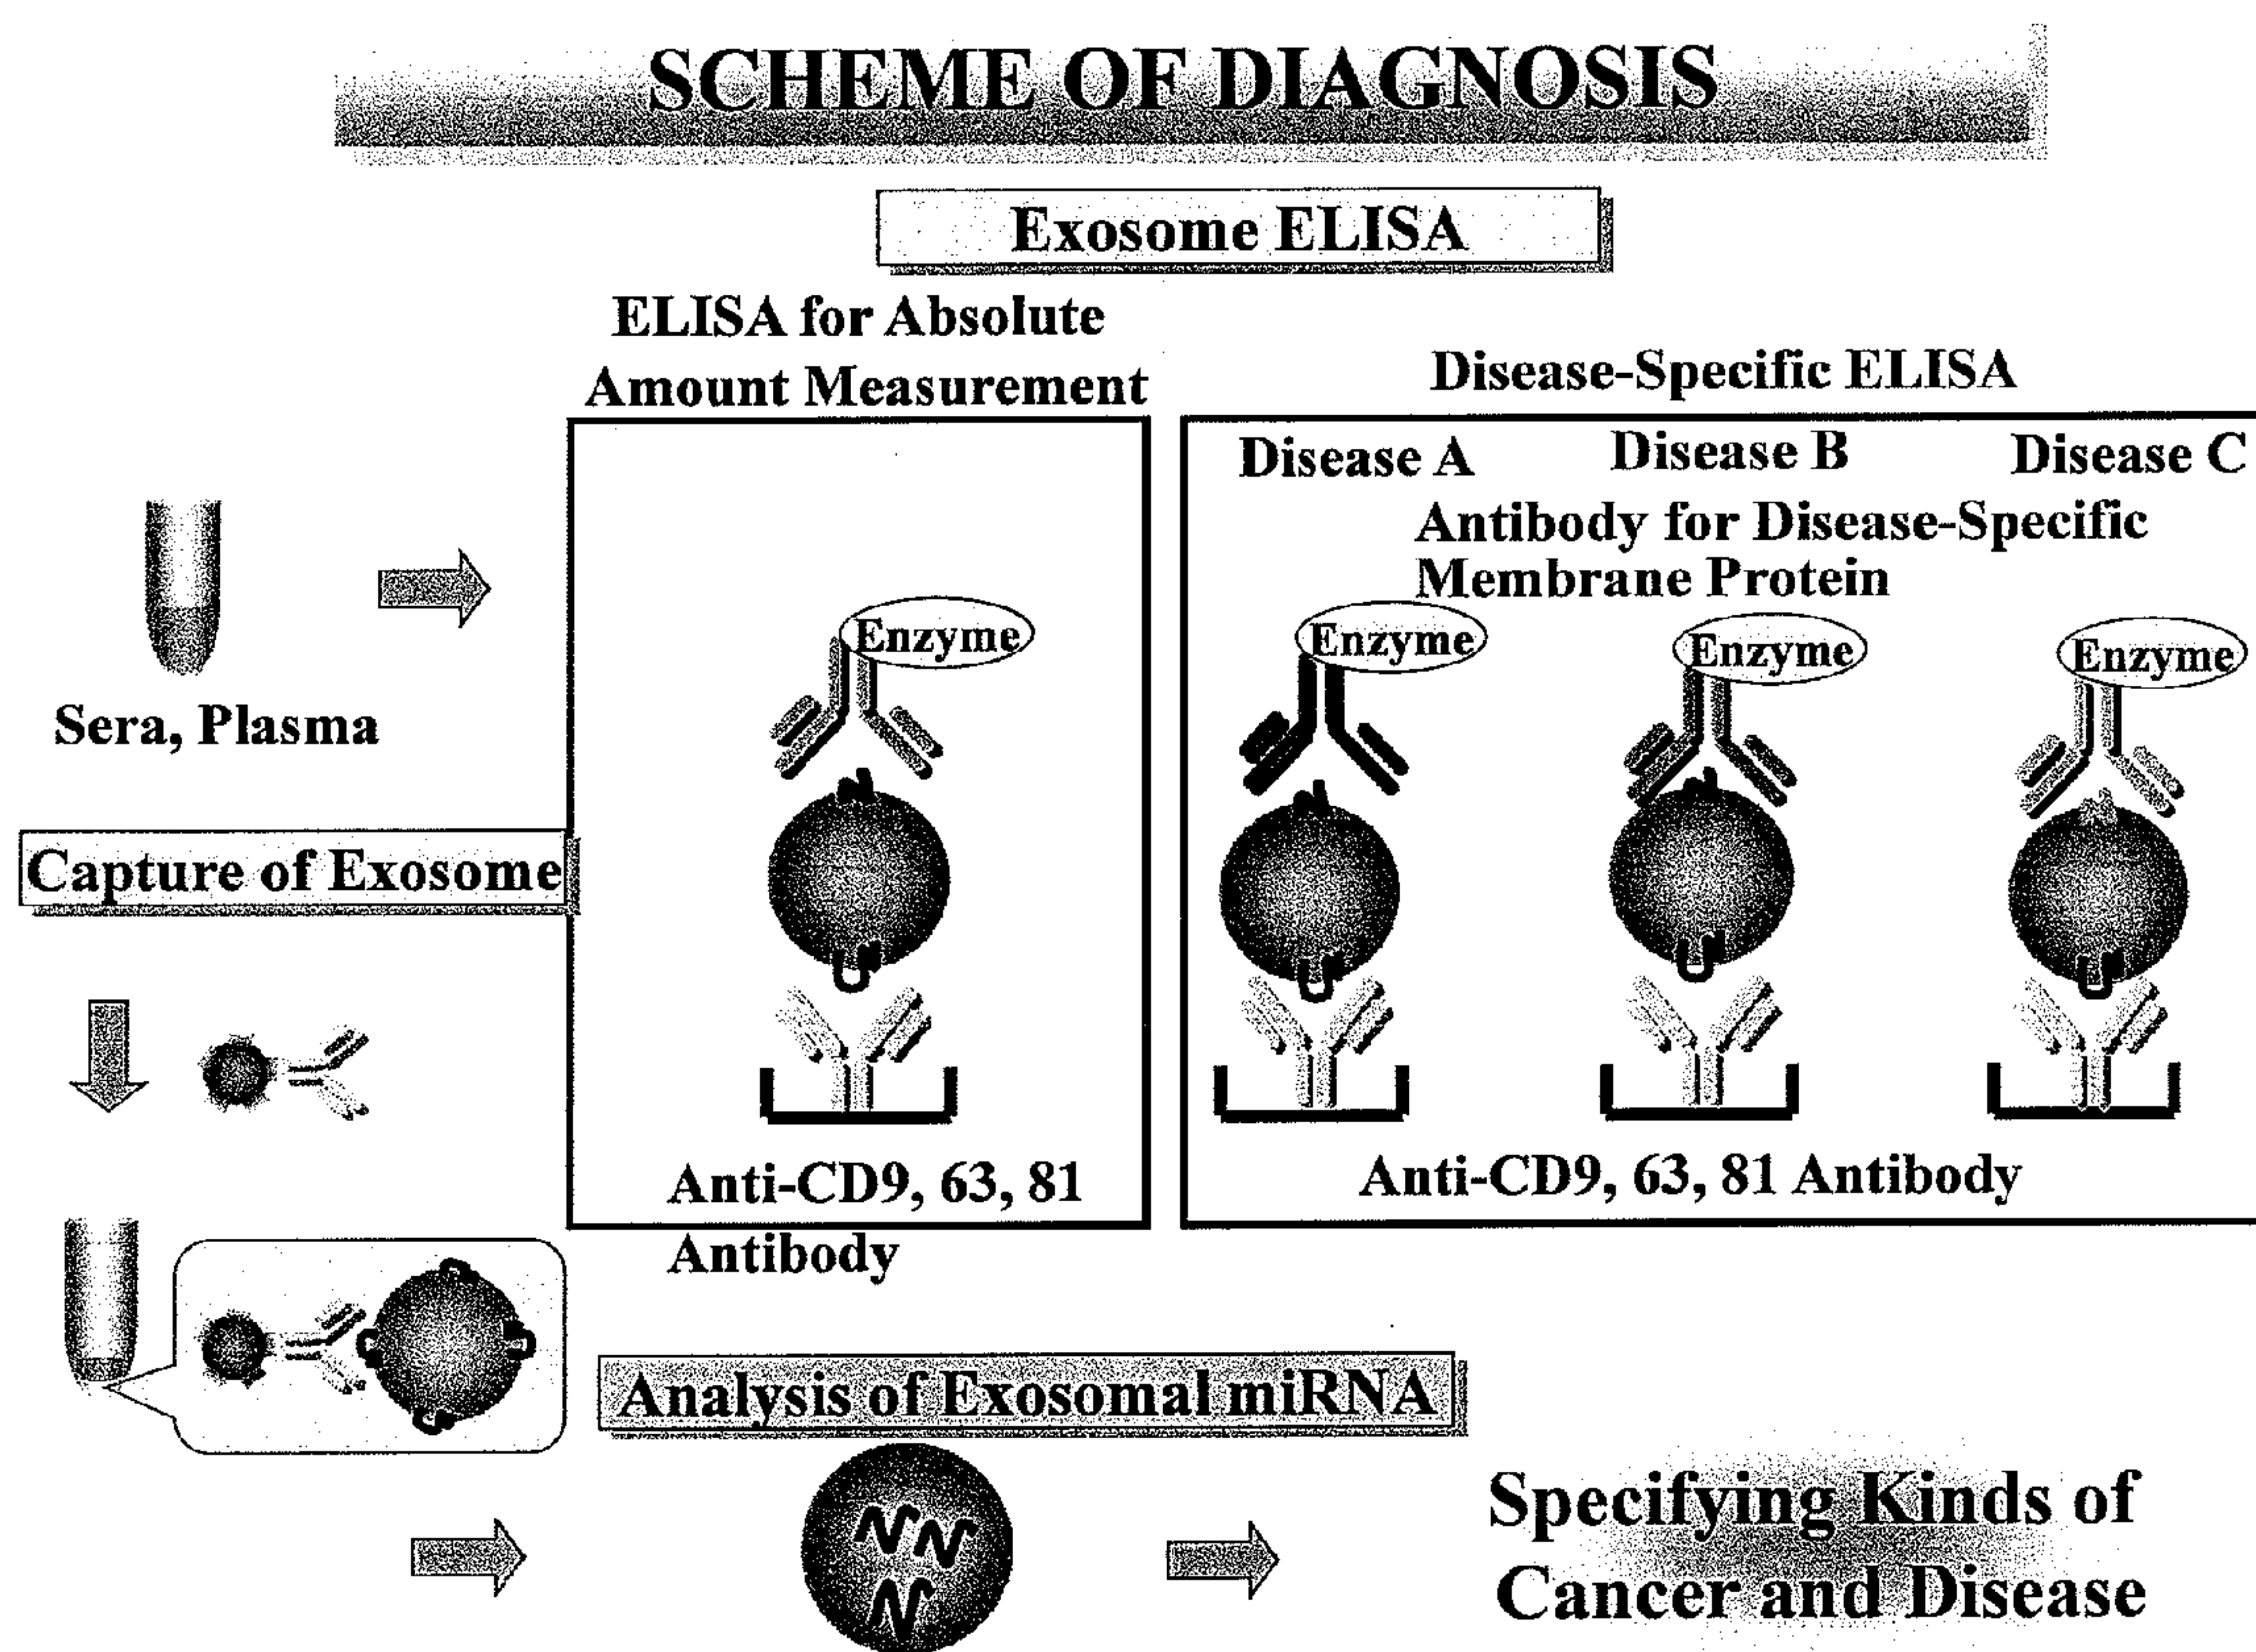 SCHEME OF DIAGNOSIS
Exosome ELISA
ELISA for Absolute
Amount Measurement
Disease-Specific ELISA
Disease A
Disease B
Disease C
Antibody for Disease-Specific
Membrane Protein
Enzyme
Enzyme
Enzyme
Enzyme
Sera, Plasma
Capture of Exosome
Anti-CD9, 63, 81
Antibody
Anti-CD9, 63, 81 Antibody
Analysis of Exosomal miRNA
Specifying Kinds of
Cancer and Disease